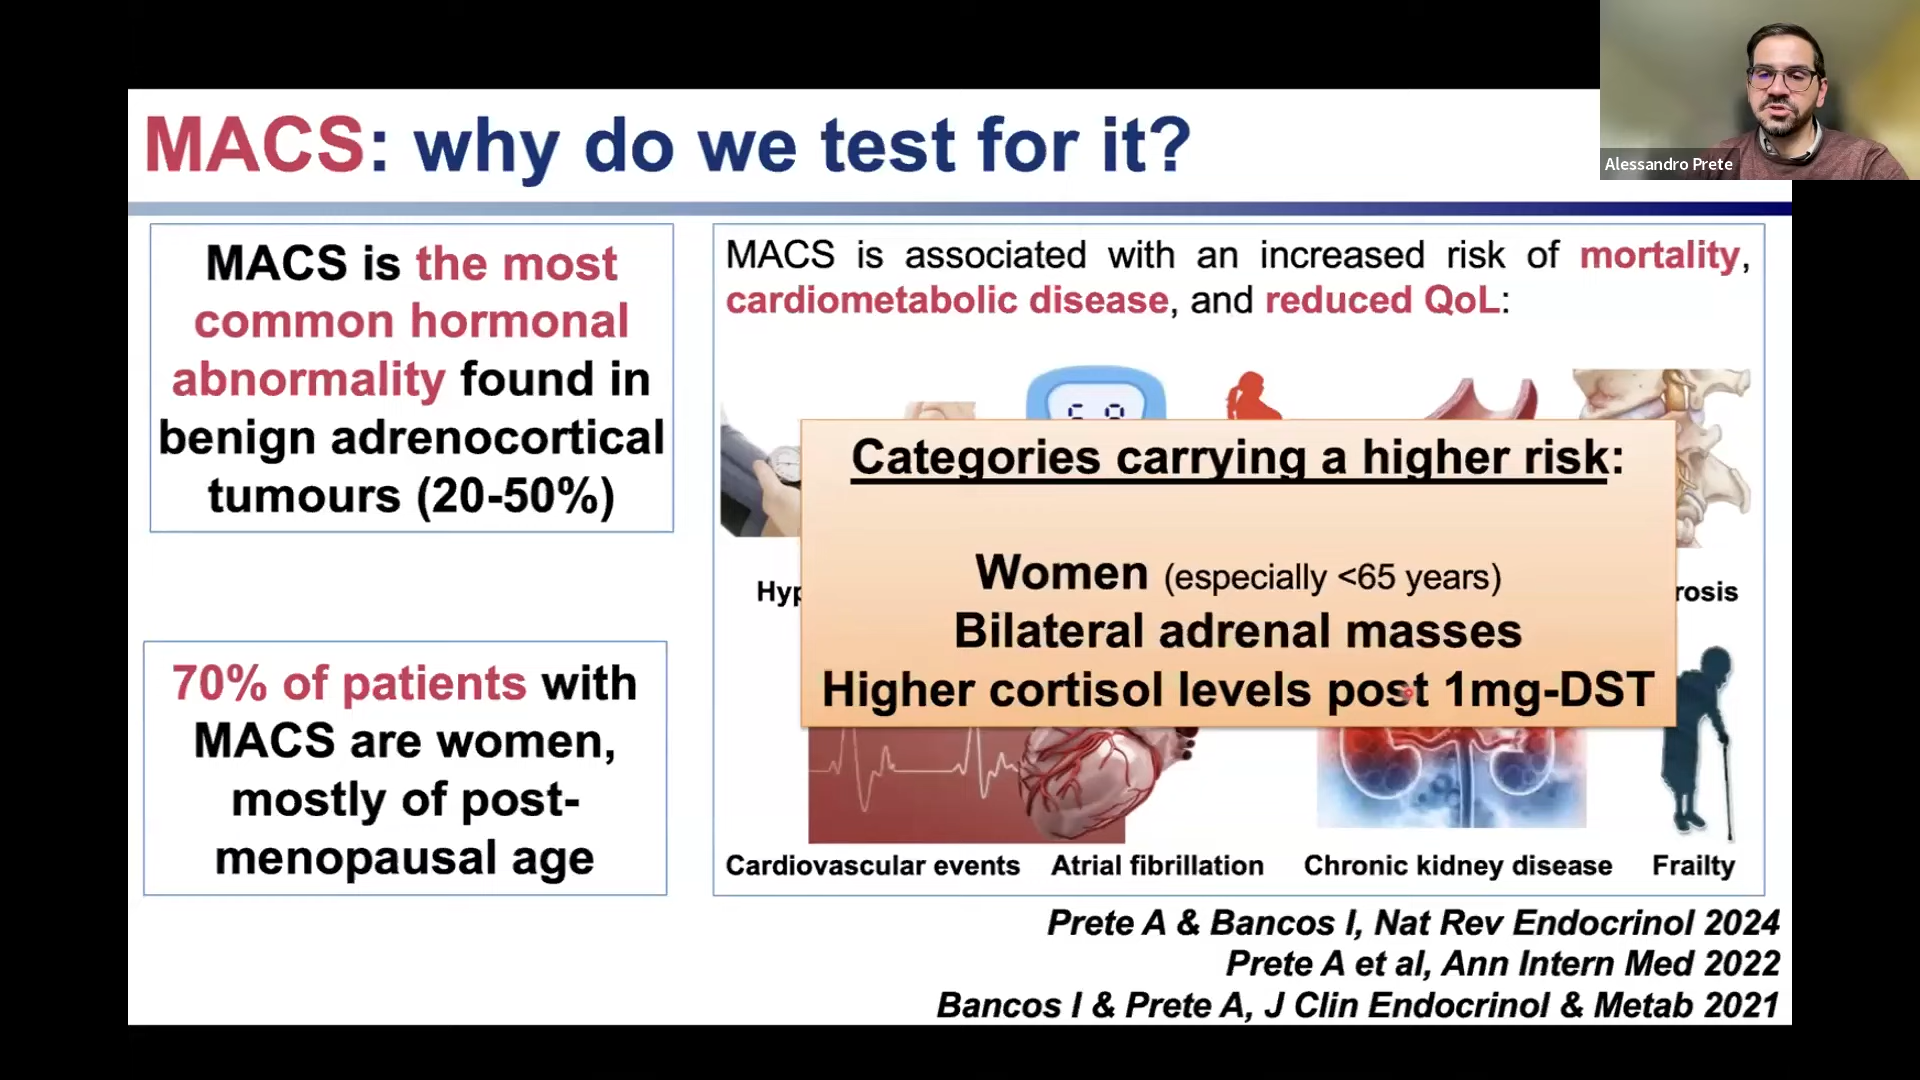 MACS: why do we test for it?
Alessandro Prete
MACS is the most
common hormonal
abnormality found in
benign adrenocortical
tumours (20-50%)
70% of patients with
MACS are women,
mostly of post-
menopausal age
MACS is associated with an increased risk of mortality,
cardiometabolic disease, and reduced QoL:
Categories carrying a higher risk:
Women (especially <65 years)
Bilateral adrenal masses
Higher cortisol levels post 1mg-DST
Hyp
rosis
Cardiovascular events Atrial fibrillation Chronic kidney disease Frailty
Prete A & Bancos I, Nat Rev Endocrinol 2024
Prete A et al, Ann Intern Med 2022
Bancos I & Prete A, J Clin Endocrinol & Metab 2021